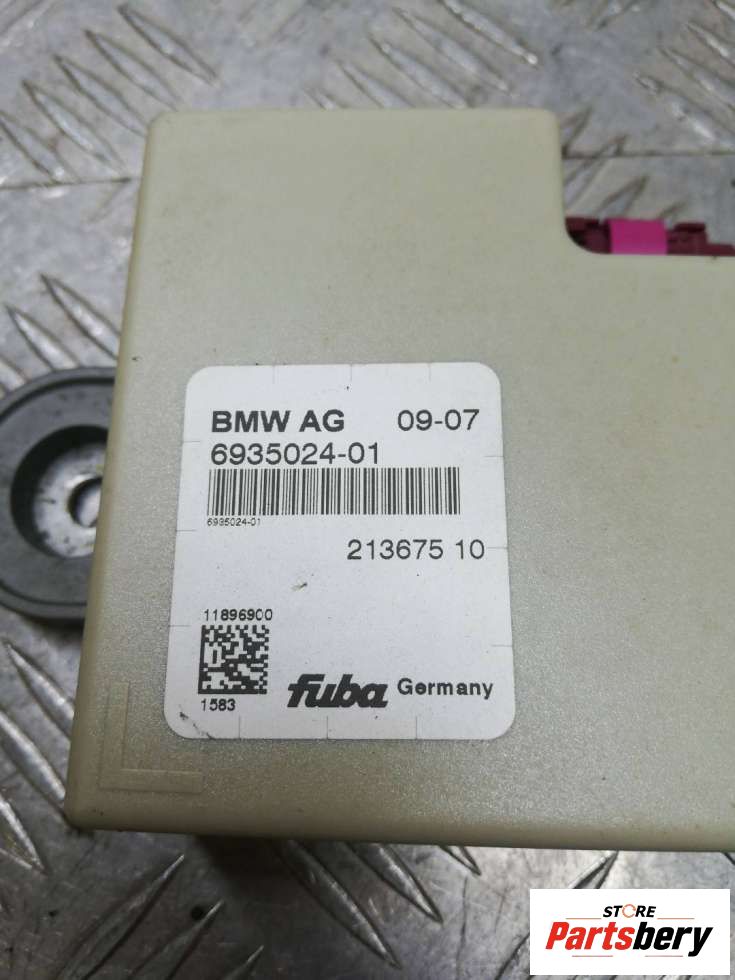 BMW AG 09-07
6935024-01
6935024-01
213675 10
11896900
1583
fuba Germany
L
STORE
Partsbery